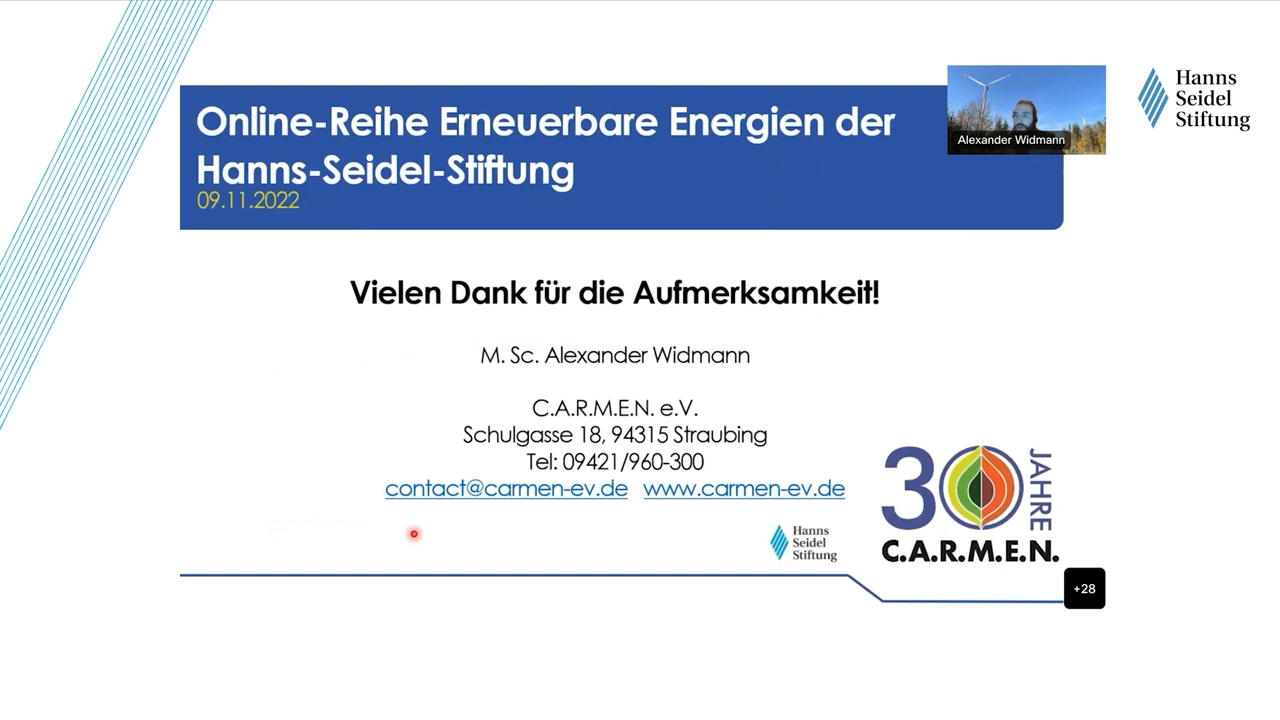 Online-Reihe Erneuerbare Energien der
Hanns-Seidel-Stiftung
09.11.2022
Alexander Widmann
Hanns
Seidel
Stiftung
Vielen Dank für die Aufmerksamkeit!
M. Sc. Alexander Widmann
C.A.R.M.E.N. e.V.
Schulgasse 18, 94315 Straubing
Tel: 09421/960-300
contact@carmen-ev.de www.carmen-ev.de
Hanns
Seidel
Stiftung
30 JAHRE
C.A.R.M.E.N.
+28